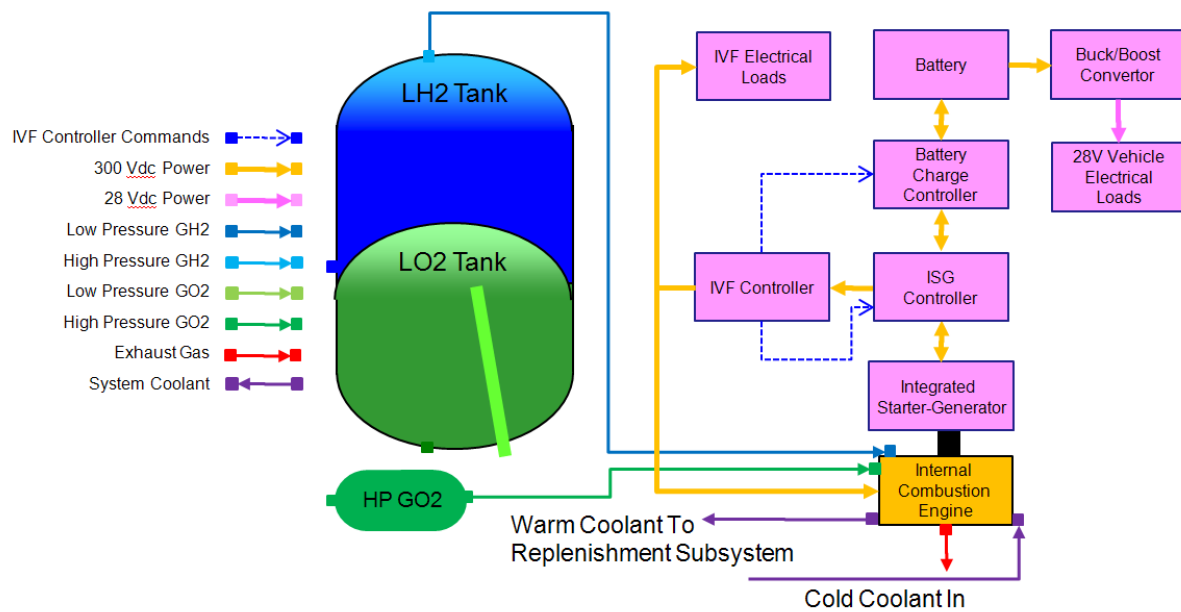 LH2 Tank
LO2 Tank
HP GO2
IVF Controller Commands
300 Vdc Power
28 Vdc Power
Low Pressure GH2
High Pressure GH2
Low Pressure GO2
High Pressure GO2
Exhaust Gas
System Coolant
IVF Electrical
Loads
Battery
Buck/Boost
Convertor
Battery
Charge
Controller
28V Vehicle
Electrical
Loads
IVF Controller
ISG
Controller
Integrated
Starter-Generator
Internal
Combustion
Engine
Warm Coolant To
Replenishment Subsystem
Cold Coolant In